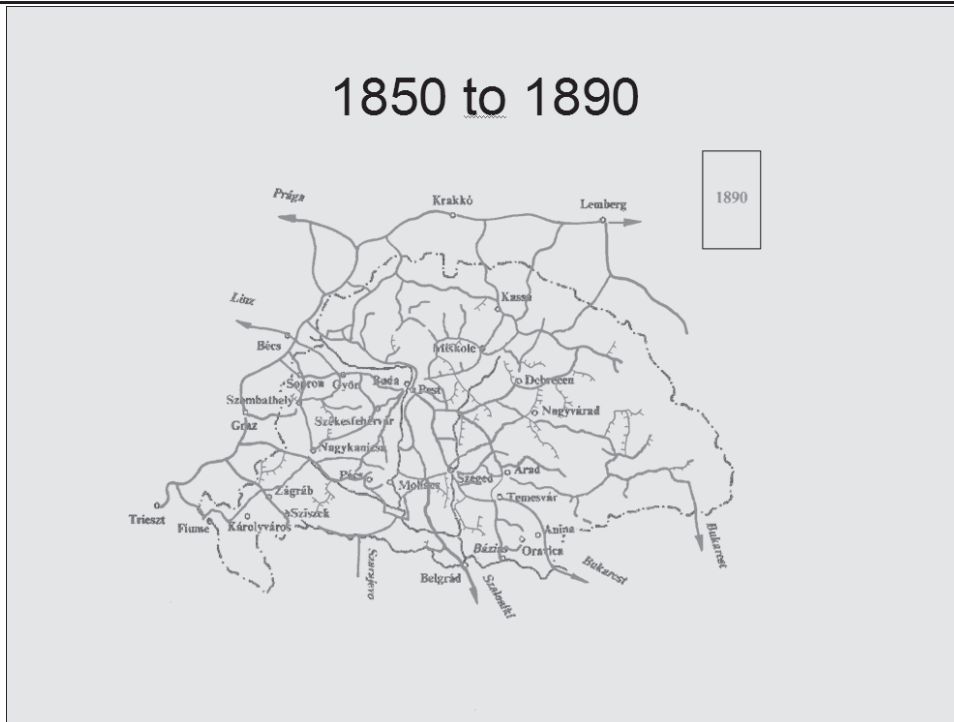 1850 to 1890
1890
Prága
Krakkó
Lemberg
Linz
Kassa
Bécs
Miskolc
Sopron
Győr
Buda
Pest
Debrecen
Szombathely
Nagyvárad
Székesfehérvár
Graz
Nagykanizsa
Pécs
Mohács
Szeged
Arad
Zágráb
Temesvár
Trieszt
Fiume
Károlyváros
Sziszek
Anina
Bázias
Oravica
Bukarest
Szarajevo
Belgrád
Szaloniki
Bukarest